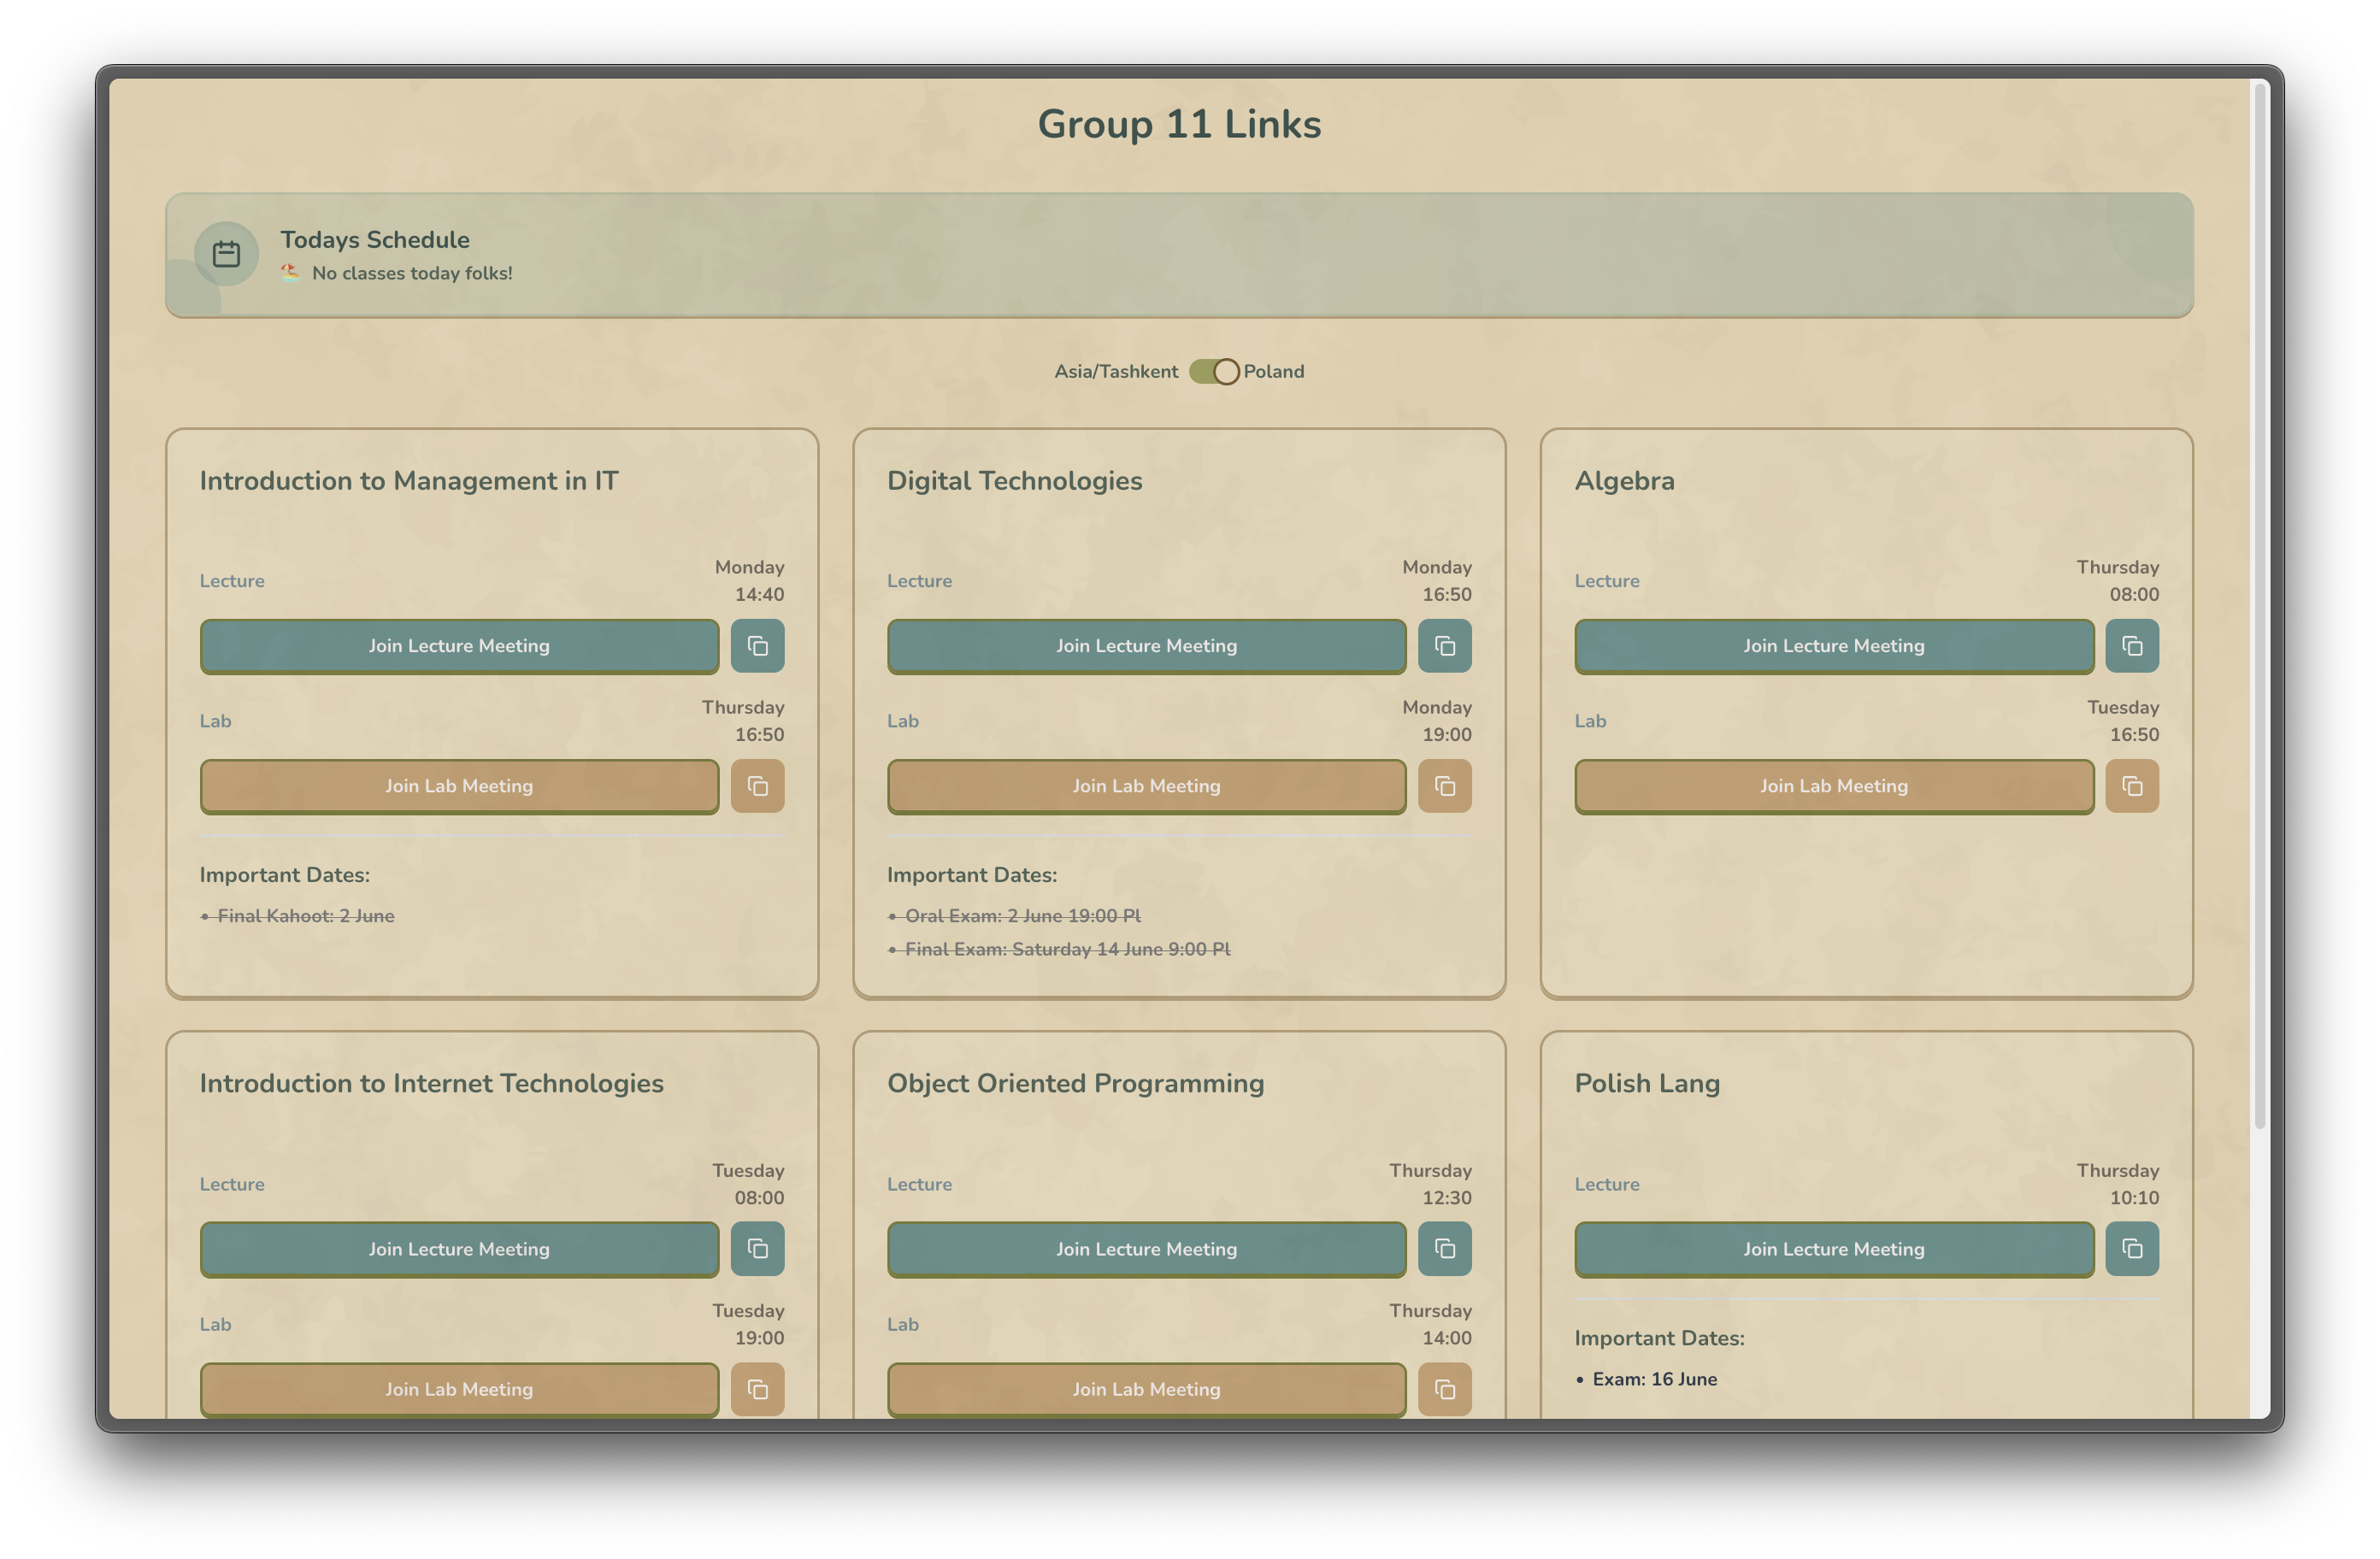 Group 11 Links
Todays Schedule
🏖️ No classes today folks!
Asia/Tashkent Poland
Introduction to Management in IT
Lecture
Monday
14:40
Join Lecture Meeting
Lab
Thursday
16:50
Join Lab Meeting
Important Dates:
• Final Kahoot: 2 June
Digital Technologies
Lecture
Monday
16:50
Join Lecture Meeting
Lab
Monday
19:00
Join Lab Meeting
Important Dates:
• Oral Exam: 2 June 19:00 Pl
• Final Exam: Saturday 14 June 9:00 Pl
Algebra
Lecture
Thursday
08:00
Join Lecture Meeting
Lab
Tuesday
16:50
Join Lab Meeting
Introduction to Internet Technologies
Lecture
Tuesday
08:00
Join Lecture Meeting
Lab
Tuesday
19:00
Join Lab Meeting
Object Oriented Programming
Lecture
Thursday
12:30
Join Lecture Meeting
Lab
Thursday
14:00
Join Lab Meeting
Polish Lang
Lecture
Thursday
10:10
Join Lecture Meeting
Important Dates:
• Exam: 16 June